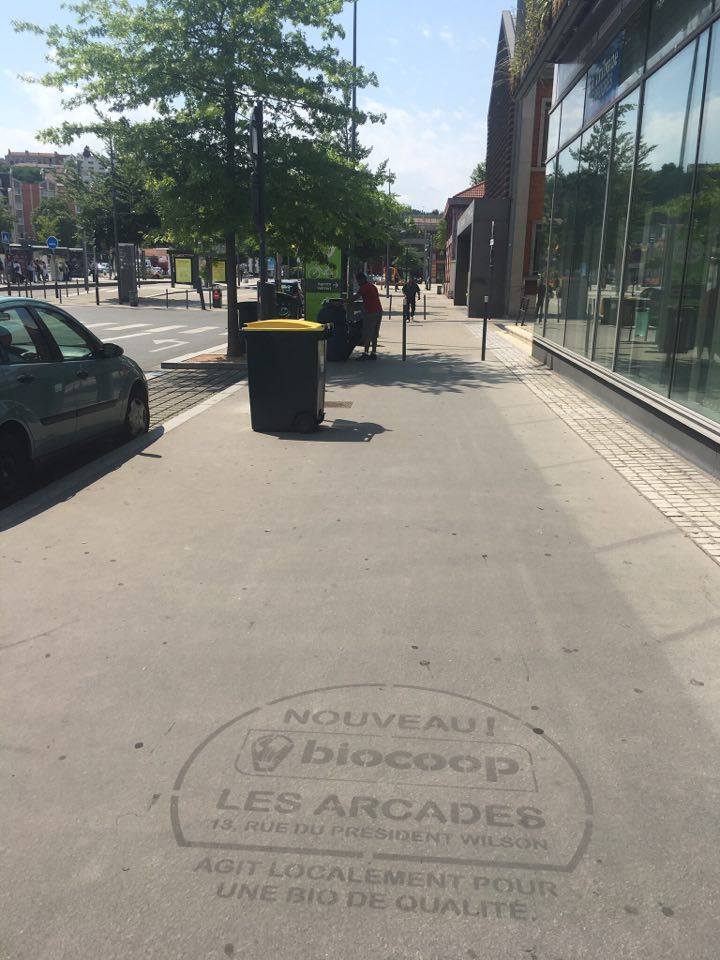 NOUVEAU !
biocoop
LES ARCADES
13, RUE DU PRÉSIDENT WILSON
AGIT LOCALEMENT POUR
UNE BIO DE QUALITÉ.